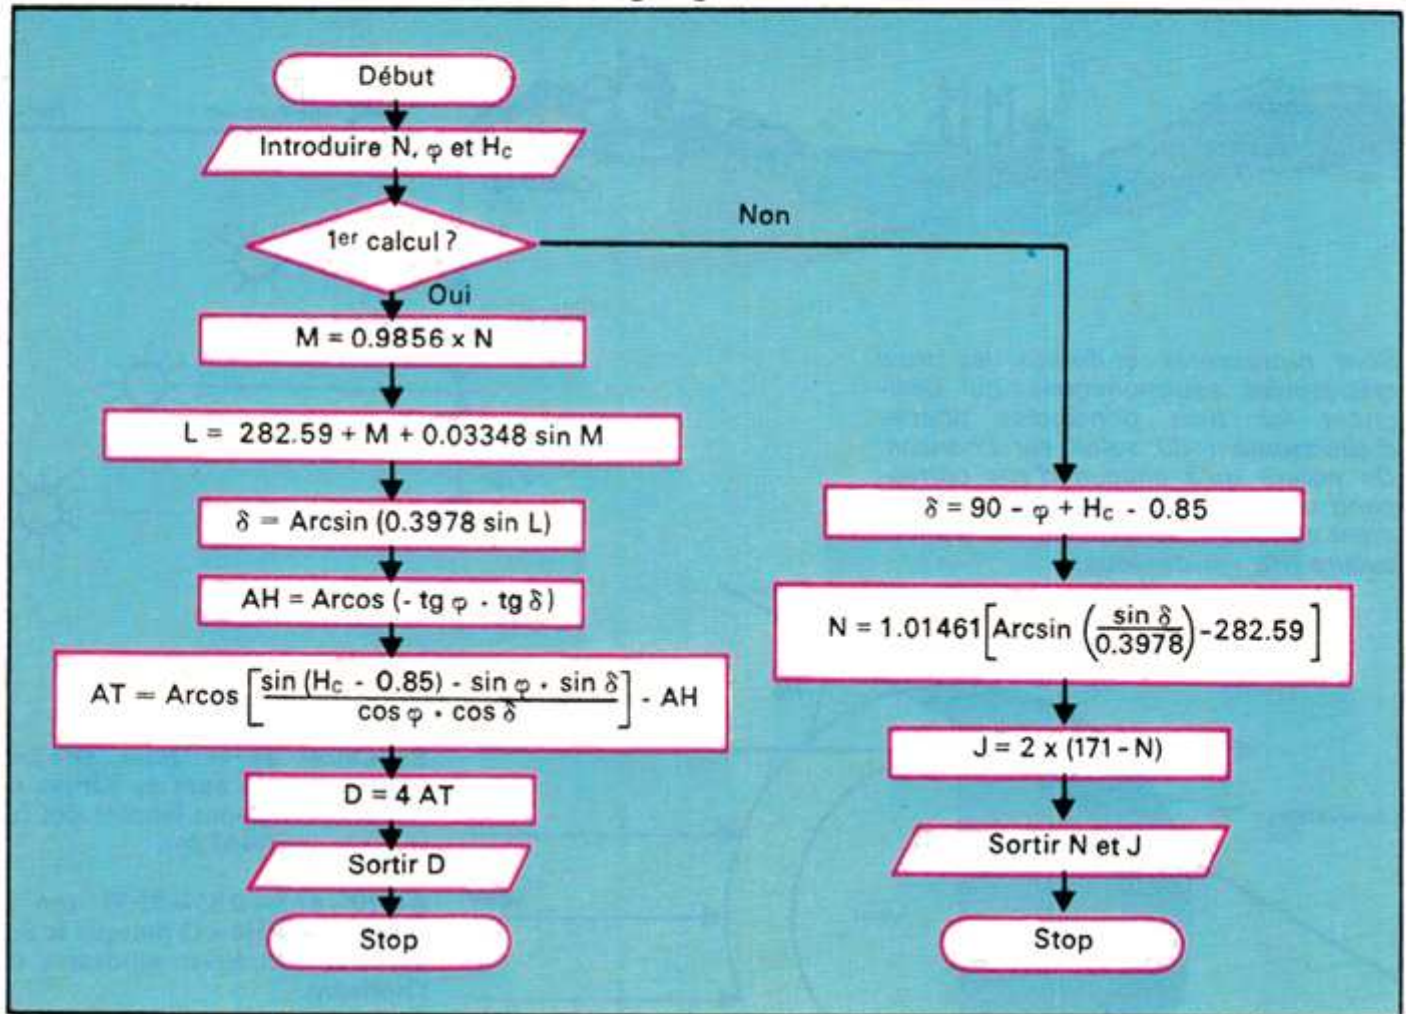 Début
Introduire N, φ et Hc
1er calcul ?
Non
Oui
M = 0.9856 x N
L = 282.59 + M + 0.03348 sin M
δ = Arcsin (0.3978 sin L)
AH = Arcos (- tg φ · tg δ)
AT = Arcos [sin (Hc - 0.85) - sin φ · sin δ / cos φ · cos δ] - AH
D = 4 AT
Sortir D
Stop
δ = 90 - φ + Hc - 0.85
N = 1.01461 [Arcsin (sin δ / 0.3978) - 282.59]
J = 2 x (171 - N)
Sortir N et J
Stop